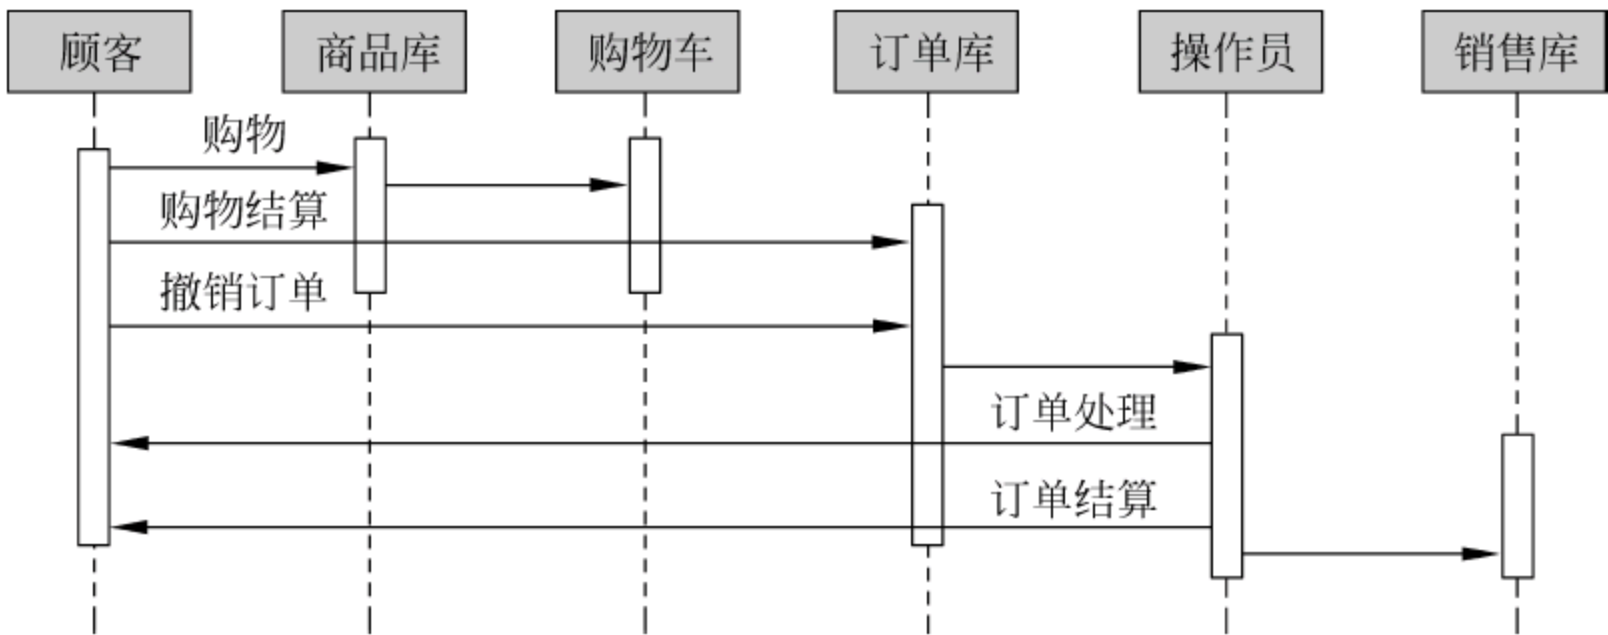 顾客
商品库
购物车
订单库
操作员
销售库
购物
购物结算
撤销订单
订单处理
订单结算